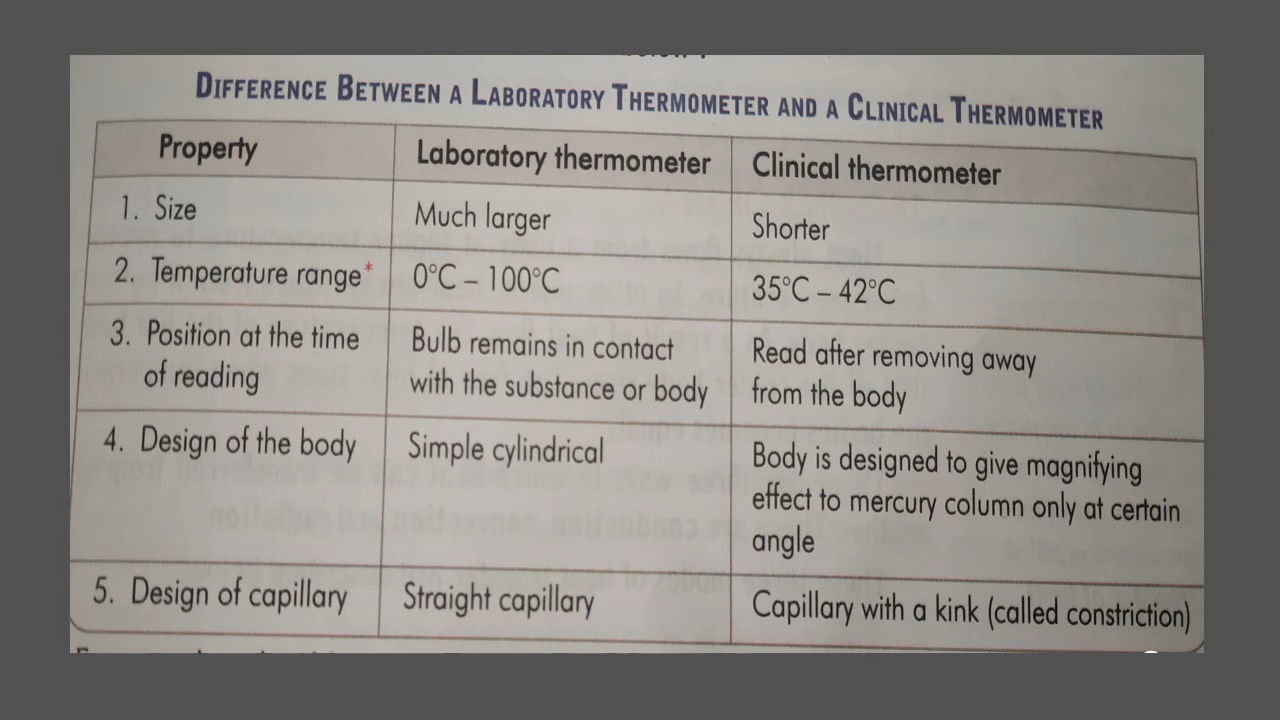 DIFFERENCE BETWEEN A LABORATORY THERMOMETER AND A CLINICAL THERMOMETER
Property
Laboratory thermometer
Clinical thermometer
1. Size
Much larger
Shorter
2. Temperature range*
0°C – 100°C
35°C – 42°C
3. Position at the time
of reading
Bulb remains in contact
with the substance or body
Read after removing away
from the body
4. Design of the body
Simple cylindrical
Body is designed to give magnifying
effect to mercury column only at certain
angle
5. Design of capillary
Straight capillary
Capillary with a kink (called constriction)